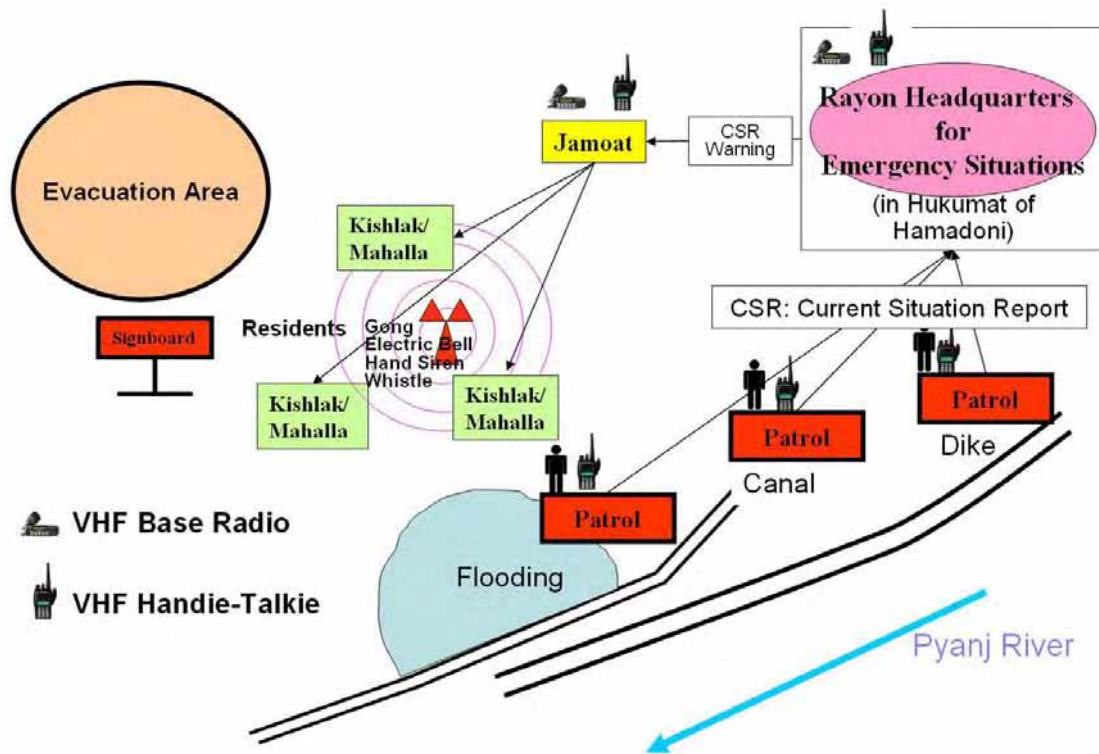 Rayon Headquarters
for
Emergency Situations
(in Hukumat of
Hamadoni)
CSR
Warning
Jamoat
Evacuation Area
Kishlak/
Mahalla
Signboard
Residents
Gong
Electric Bell
Hand Siren
Whistle
Kishlak/
Mahalla
Kishlak/
Mahalla
CSR: Current Situation Report
Patrol
Dike
Patrol
Canal
Patrol
Flooding
VHF Base Radio
VHF Handie-Talkie
Pyanj River